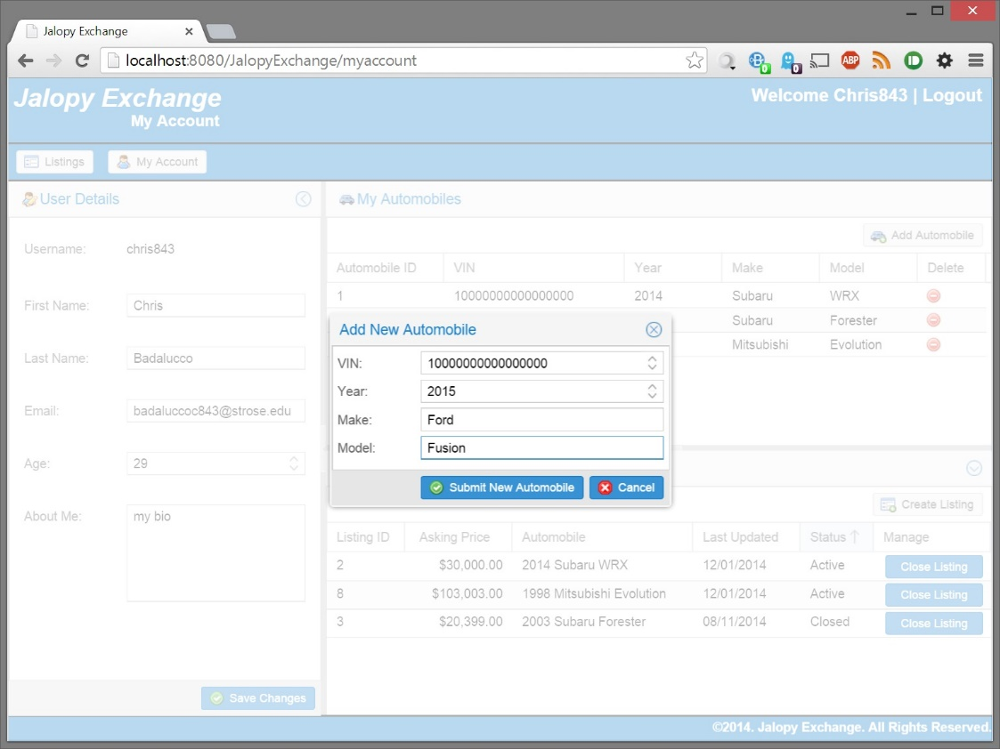 Jalopy Exchange
localhost:8080/JalopyExchange/myaccount
0
0
ABP
Jalopy Exchange
My Account
Welcome Chris843 | Logout
Listings
My Account
User Details
Username: chris843
First Name: Chris
Last Name: Badalucco
Email: badaluccoc843@strose.edu
Age: 29
About Me: my bio
Save Changes
My Automobiles
Add Automobile
Automobile ID VIN Year Make Model Delete
1 10000000000000000 2014 Subaru WRX
Subaru Forester
Mitsubishi Evolution
Add New Automobile
VIN: 10000000000000000
Year: 2015
Make: Ford
Model: Fusion
Submit New Automobile Cancel
Create Listing
Listing ID Asking Price Automobile Last Updated Status Manage
2 $30,000.00 2014 Subaru WRX 12/01/2014 Active Close Listing
8 $103,003.00 1998 Mitsubishi Evolution 12/01/2014 Active Close Listing
3 $20,399.00 2003 Subaru Forester 08/11/2014 Closed Close Listing
©2014. Jalopy Exchange. All Rights Reserved.